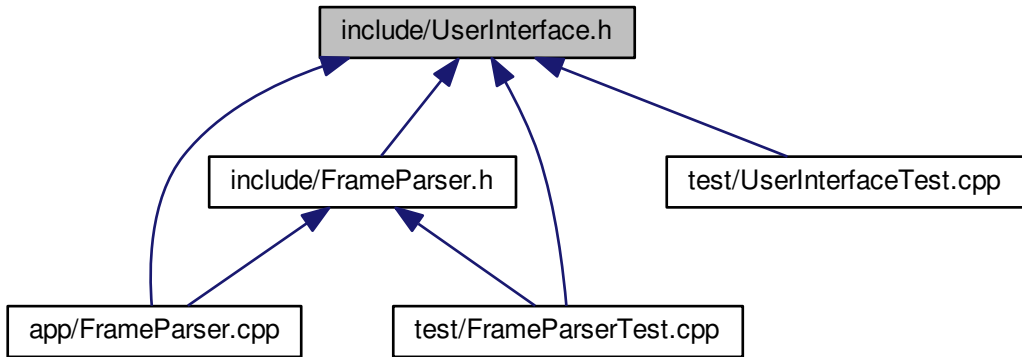 include/UserInterface.h
include/FrameParser.h
test/UserInterfaceTest.cpp
app/FrameParser.cpp
test/FrameParserTest.cpp